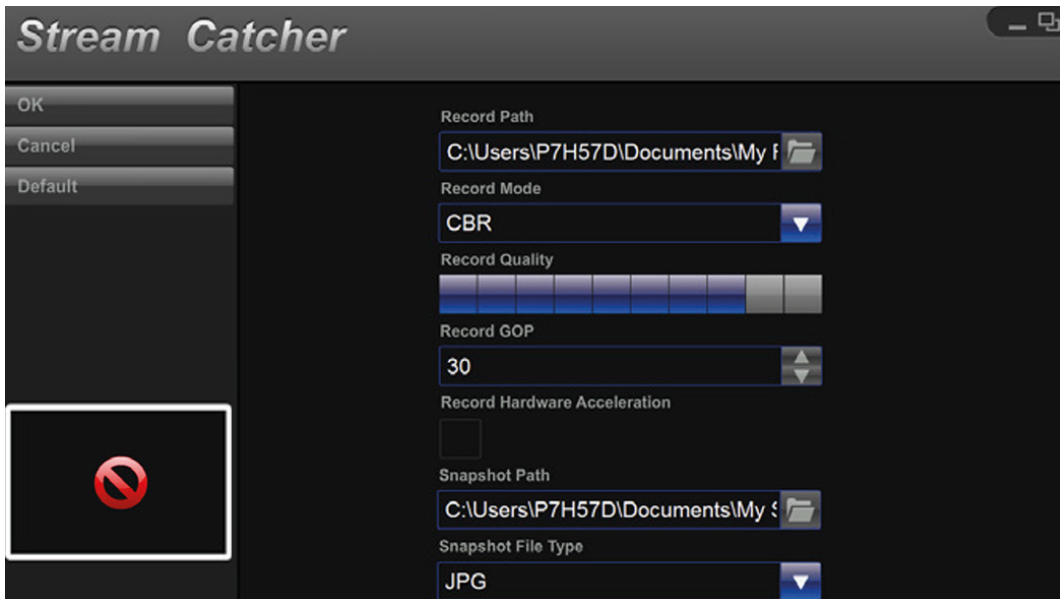 Stream Catcher
OK
Cancel
Default
Record Path
C:\Users\P7H57D\Documents\My
Record Mode
CBR
Record Quality
Record GOP
30
Record Hardware Acceleration
Snapshot Path
C:\Users\P7H57D\Documents\My
Snapshot File Type
JPG